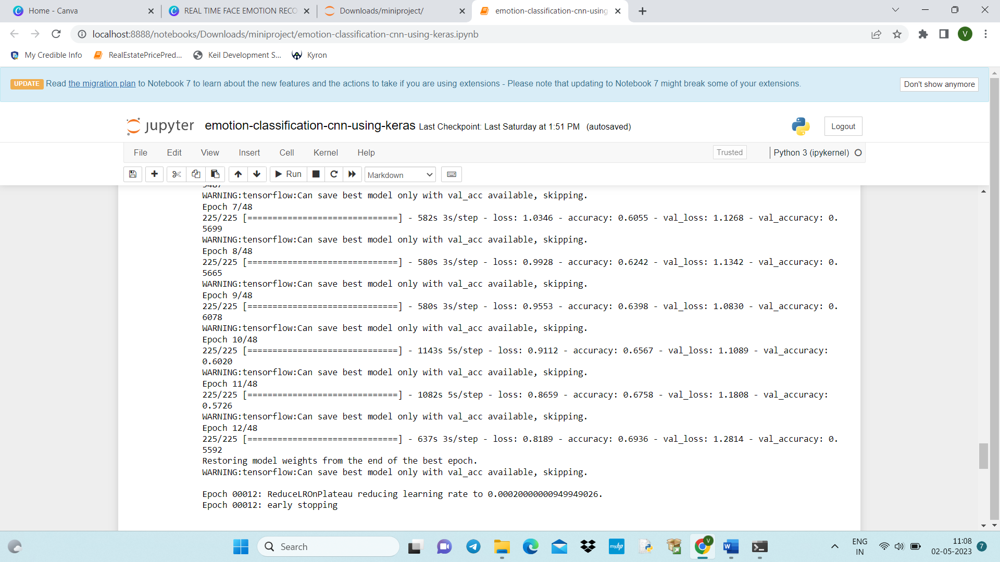 Home - Canva
REAL TIME FACE EMOTION RECO
Downloads/miniproject/
emotion-classification-cnn-using
localhost:8888/notebooks/Downloads/miniproject/emotion-classification-cnn-using-keras.ipynb
V
My Credible Info
RealEstatePricePred...
Keil Development S...
Kyron
UPDATE Read the migration plan to Notebook 7 to learn about the new features and the actions to take if you are using extensions - Please note that updating to Notebook 7 might break some of your extensions.
Don't show anymore
jupyter emotion-classification-cnn-using-keras Last Checkpoint: Last Saturday at 1:51 PM (autosaved)
Logout
File Edit View Insert Cell Kernel Help
Trusted
Python 3 (ipykernel)
Run
Markdown
5487
WARNING:tensorflow:Can save best model only with val_acc available, skipping.
Epoch 7/48
225/225 [==============================] - 582s 3s/step - loss: 1.0346 - accuracy: 0.6055 - val_loss: 1.1268 - val_accuracy: 0.
5699
WARNING:tensorflow:Can save best model only with val_acc available, skipping.
Epoch 8/48
225/225 [==============================] - 580s 3s/step - loss: 0.9928 - accuracy: 0.6242 - val_loss: 1.1342 - val_accuracy: 0.
5665
WARNING:tensorflow:Can save best model only with val_acc available, skipping.
Epoch 9/48
225/225 [==============================] - 580s 3s/step - loss: 0.9553 - accuracy: 0.6398 - val_loss: 1.0830 - val_accuracy: 0.
6078
WARNING:tensorflow:Can save best model only with val_acc available, skipping.
Epoch 10/48
225/225 [==============================] - 1143s 5s/step - loss: 0.9112 - accuracy: 0.6567 - val_loss: 1.1089 - val_accuracy:
0.6020
WARNING:tensorflow:Can save best model only with val_acc available, skipping.
Epoch 11/48
225/225 [==============================] - 1082s 5s/step - loss: 0.8659 - accuracy: 0.6758 - val_loss: 1.1808 - val_accuracy:
0.5726
WARNING:tensorflow:Can save best model only with val_acc available, skipping.
Epoch 12/48
225/225 [==============================] - 637s 3s/step - loss: 0.8189 - accuracy: 0.6936 - val_loss: 1.2814 - val_accuracy: 0.
5592
Restoring model weights from the end of the best epoch.
WARNING:tensorflow:Can save best model only with val_acc available, skipping.
Epoch 00012: ReduceLROnPlateau reducing learning rate to 0.00020000000949949026.
Epoch 00012: early stopping
Search
myhp
ENG
IN
11:08
02-05-2023
7